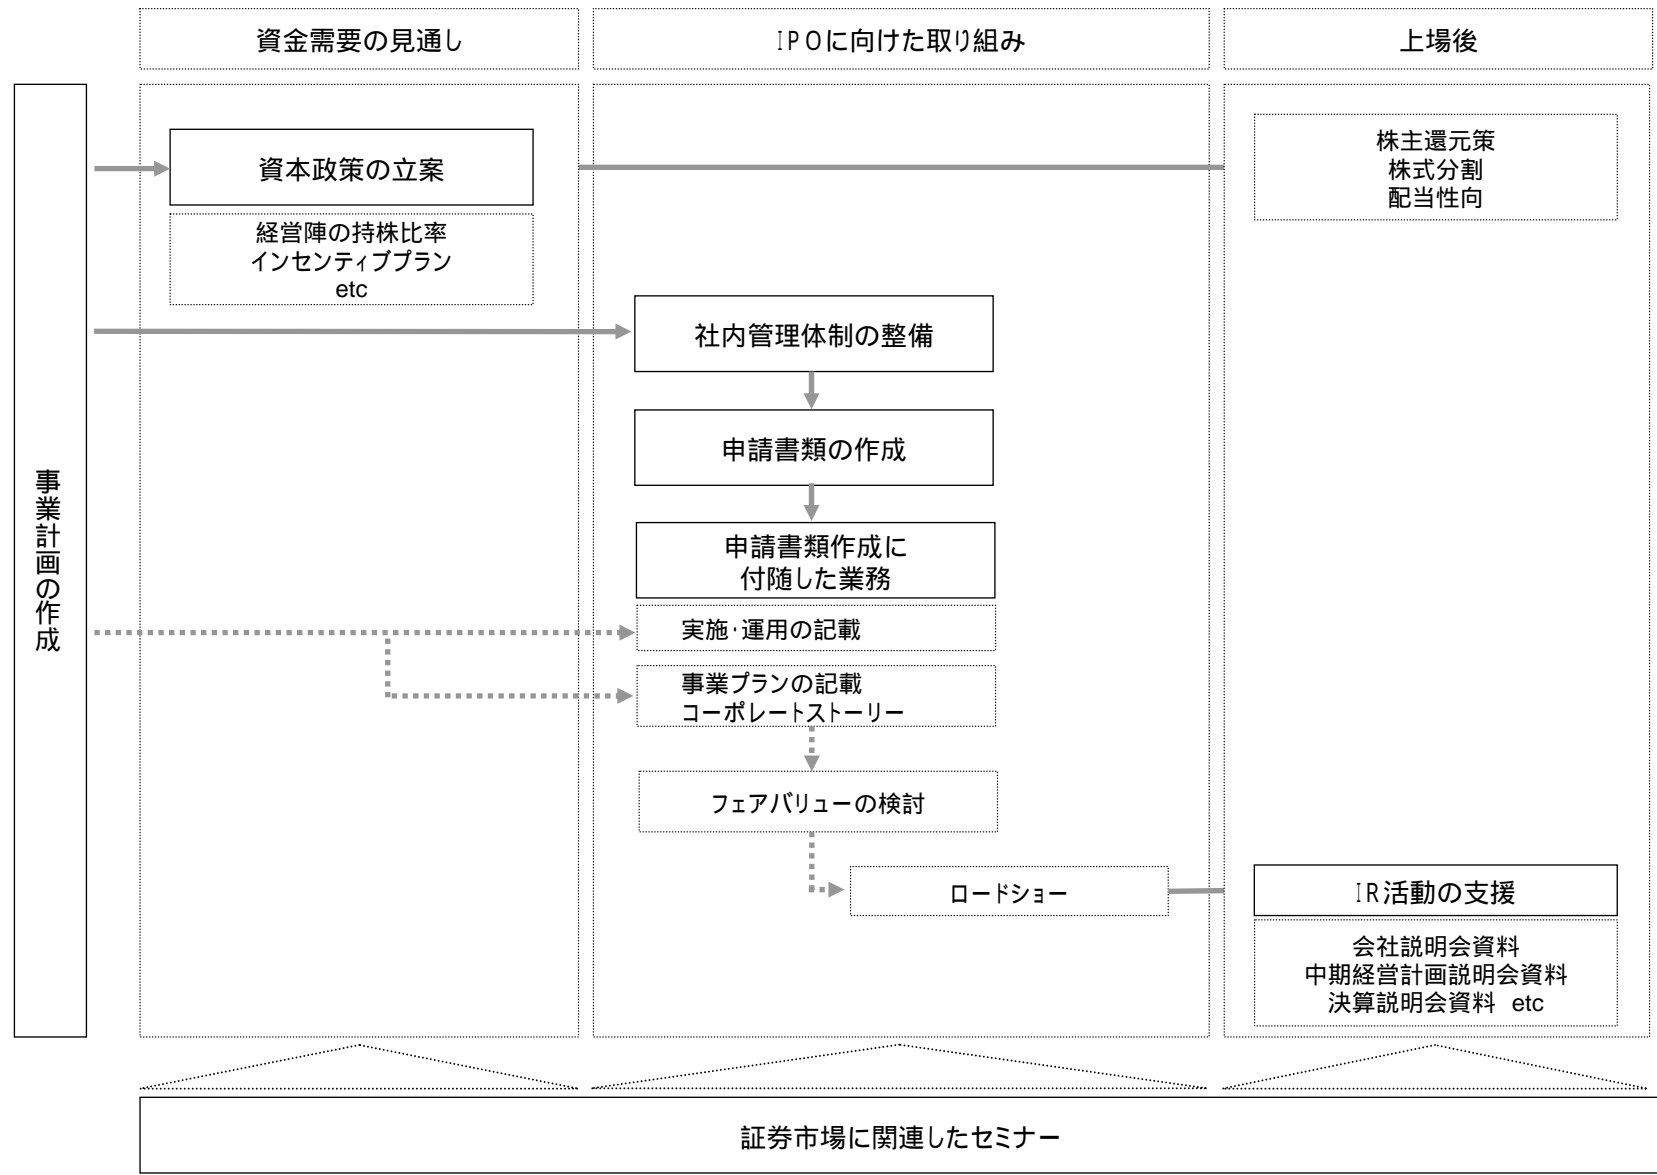 資金需要の見通し
IPOに向けた取り組み
上場後
事業計画の作成
資本政策の立案
経営陣の持株比率
インセンティブプラン
etc
株主還元策
株式分割
配当性向
社内管理体制の整備
申請書類の作成
申請書類作成に
付随した業務
実施・運用の記載
事業プランの記載
コーポレートストーリー
フェアバリューの検討
ロードショー
IR活動の支援
会社説明会資料
中期経営計画説明会資料
決算説明会資料 etc
証券市場に関連したセミナー